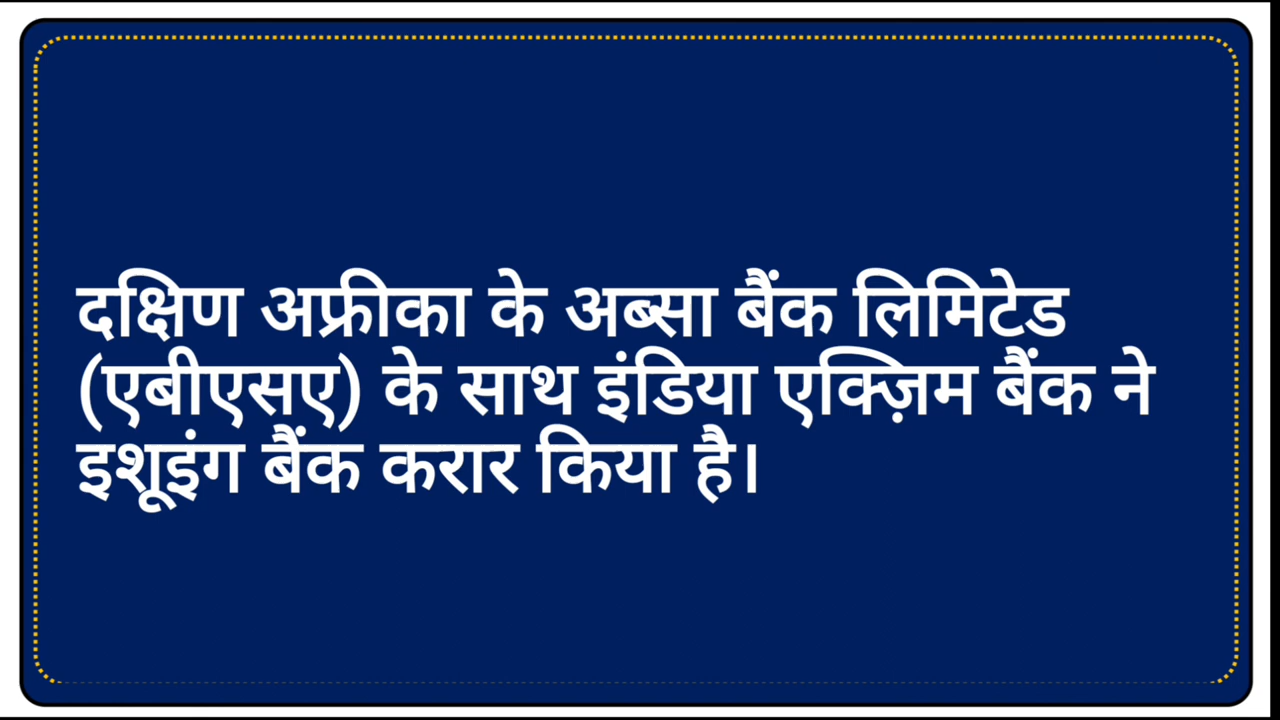 दक्षिण अफ्रीका के अब्सा बैंक लिमिटेड
(एबीएसए) के साथ इंडिया एक्ज़िम बैंक ने
इशूइंग बैंक करार किया है।